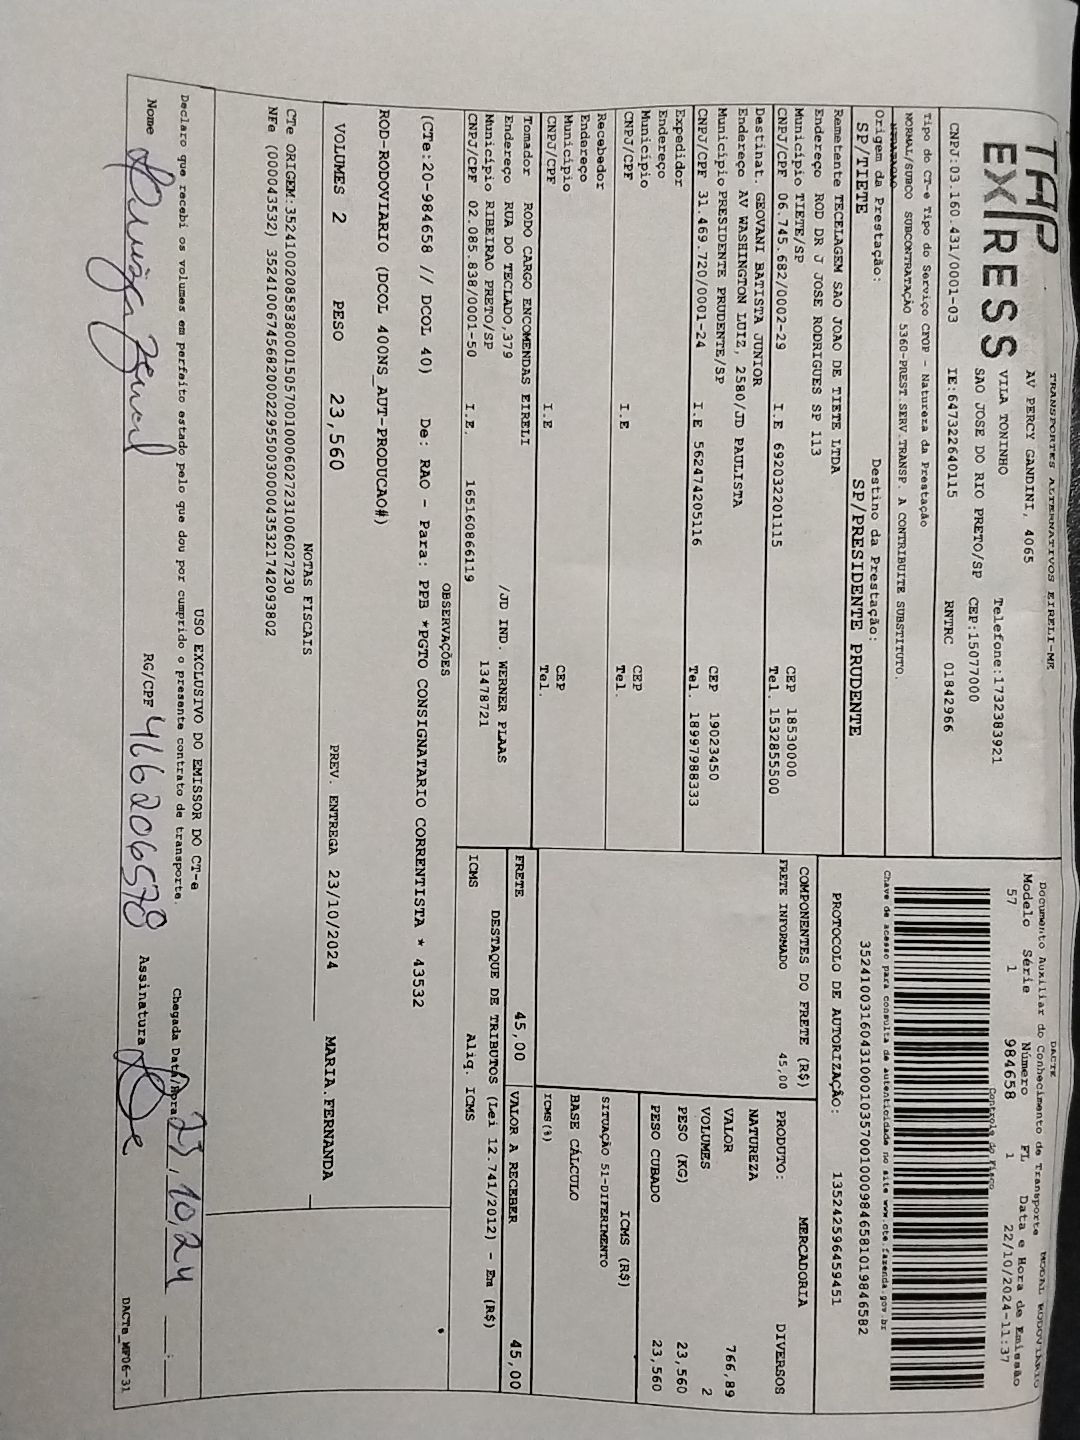 TRANSPORTES ALTERNATIVOS EIRELI-ME
TAP
EXPRESS
AV PERCY GANDINI, 4065
VILA TONINHO Telefone:1732383921
SAO JOSE DO RIO PRETO/SP CEP:15077000
CNPJ:03.160.431/0001-03 IE:647322640115 RNTRC 01842966
DACTE MODAL RODOVIÁRIO
Documento Auxiliar do Conhecimento de Transporte
Modelo Série Número FL Data e Hora de Emissão
57 1 984658 1 22/10/2024-11:37
Controle do Fisco
Chave de acesso para consulta de autenticidade no site www.cte.fazenda.gov.br
35241003160431000103570010009846581019846582
PROTOCOLO DE AUTORIZAÇÃO: 135242596459451
Tipo do CT-e Tipo do Serviço CFOP - Natureza da Prestação
NORMAL/SUBCO SUBCONTRATAÇÃO 5360-PREST.SERV.TRANSP. A CONTRIBUITE SUBSTITUTO.
Origem da Prestação: Destino da Prestação:
SP/TIETE SP/PRESIDENTE PRUDENTE
Remetente TECELAGEM SAO JOAO DE TIETE LTDA
Endereço ROD DR J JOSE RODRIGUES SP 113
Município TIETE/SP CEP 18530000
CNPJ/CPF 06.745.682/0002-29 I.E 692032201115 Tel. 1532855500
Destinat. GEOVANI BATISTA JUNIOR
Endereço AV WASHINGTON LUIZ, 2580/JD PAULISTA
Município PRESIDENTE PRUDENTE/SP CEP 19023450
CNPJ/CPF 31.469.720/0001-24 I.E 562474205116 Tel. 18997988333
Expedidor
Endereço
Município CEP
CNPJ/CPF I.E Tel.
Recebedor
Endereço
Município CEP
CNPJ/CPF I.E Tel.
Tomador RODO CARGO ENCOMENDAS EIRELI
Endereço RUA DO TECLADO,379 /JD IND. WERNER PLAAS
Município RIBEIRAO PRETO/SP 13478721
CNPJ/CPF 02.085.838/0001-50 I.E. 165160866119
COMPONENTES DO FRETE (R$)
FRETE INFORMADO 45,00
MERCADORIA
PRODUTO: DIVERSOS
NATUREZA
VALOR 766,89
VOLUMES 2
PESO (KG) 23,560
PESO CUBADO 23,560
ICMS (R$)
SITUAÇÃO 51-DIFERIMENTO
BASE CÁLCULO
ICMS(%)
FRETE 45,00 VALOR A RECEBER 45,00
DESTAQUE DE TRIBUTOS (Lei 12.741/2012) - Em (R$)
ICMS Aliq. ICMS
OBSERVAÇÕES
(CTe:20-984658 // DCOL 40) De: RAO - Para: PPB *PGTO CONSIGNATARIO CORRENTISTA * 43532
ROD-RODOVIARIO (DCOL 400NS_AUT-PRODUCAO#)
VOLUMES 2 PESO 23,560 PREV. ENTREGA 23/10/2024 MARIA.FERNANDA
NOTAS FISCAIS
CTe ORIGEM:35241002085838000150570010006027231006027230
NFe (000043532) 35241006745682000229550030000435321742093802
USO EXCLUSIVO DO EMISSOR DO CT-e
Declaro que recebi os volumes em perfeito estado pelo que dou por cumprido o presente contrato de transporte.
Chegada Data/Hora 23/10/24 :
Nome RG/CPF 466206578 Assinatura
DACTe_MP06-31